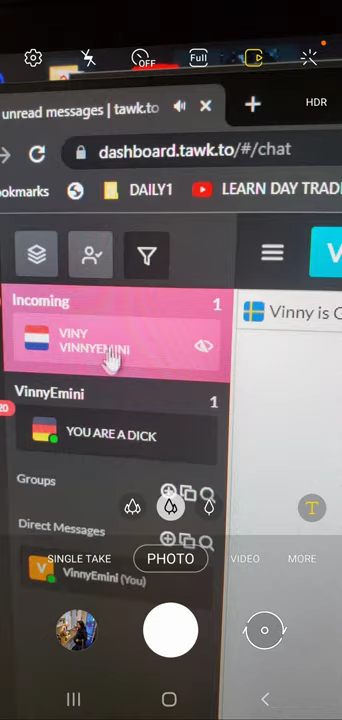 OFF
Full
HDR
unread messages | tawk.to
dashboard.tawk.to/#/chat
ookmarks
DAILY1
LEARN DAY TRAD
Incoming
1
V
VINY
VINNYEMINI
Vinny is
VinnyEmini
1
20
YOU ARE A DICK
Groups
T
Direct Messages
SINGLE TAKE
PHOTO
VIDEO
MORE
V
VinnyEmini (You)